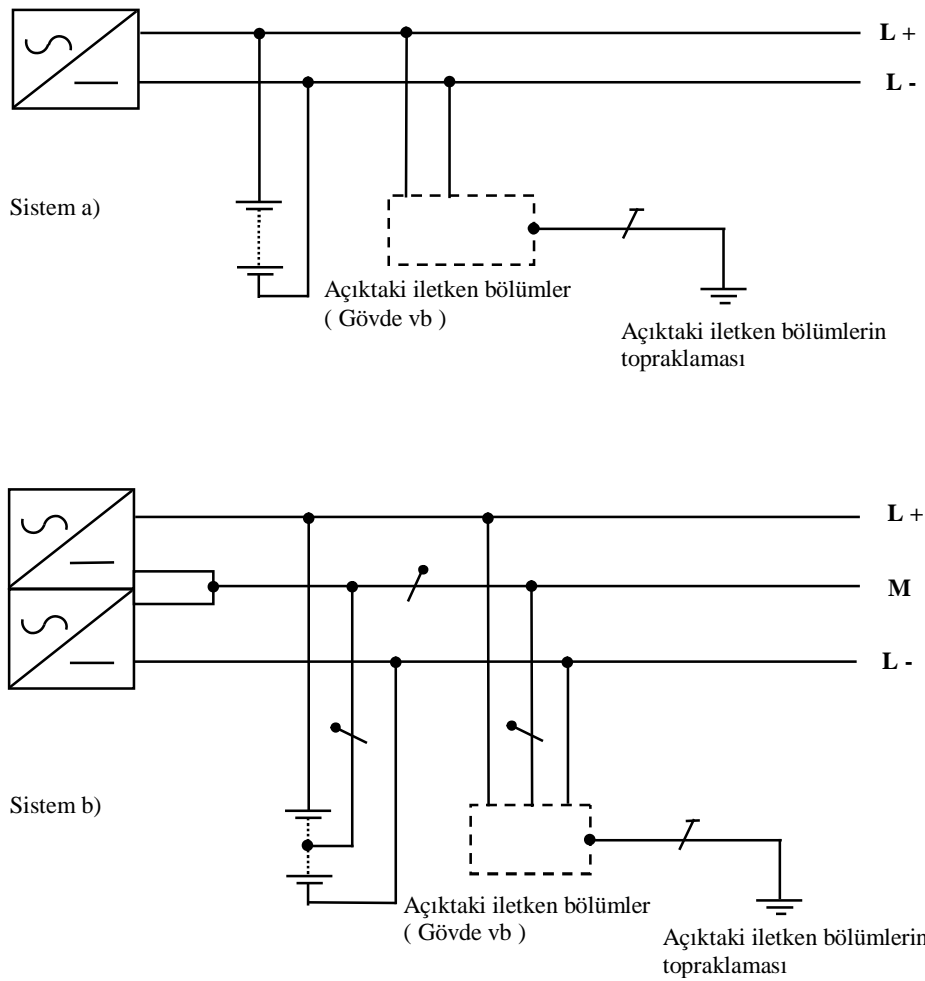 L +
L -
Sistem a)
Açıktaki iletken bölümler
( Gövde vb )
Açıktaki iletken bölümlerin
topraklaması
L +
M
L -
Sistem b)
Açıktaki iletken bölümler
( Gövde vb )
Açıktaki iletken bölümlerin
topraklaması